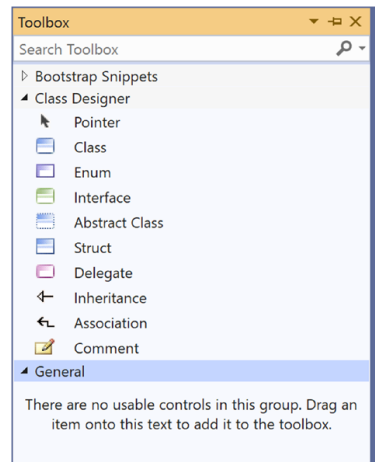 Toolbox
Search Toolbox
Bootstrap Snippets
Class Designer
Pointer
Class
Enum
Interface
Abstract Class
Struct
Delegate
Inheritance
Association
Comment
General
There are no usable controls in this group. Drag an
item onto this text to add it to the toolbox.